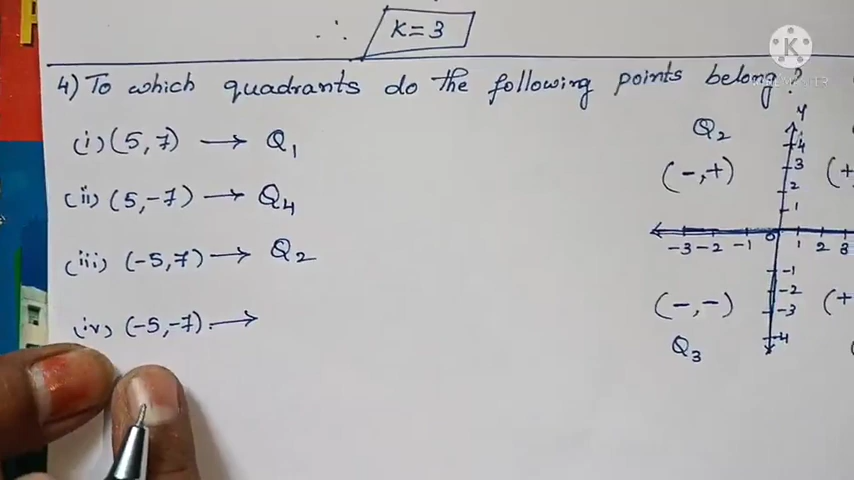 ∴ K=3
4) To which quadrants do the following points belong?
(i) (5,7) → Q1
(ii) (5,-7) → Q4
(iii) (-5,7) → Q2
(iv) (-5,-7) →
Q2
(-,+)
(+
(-,-)
(+
Q3
Y
4
3
2
1
-3 -2 -1 0 1 2 3
-1
-2
-3
-4
K